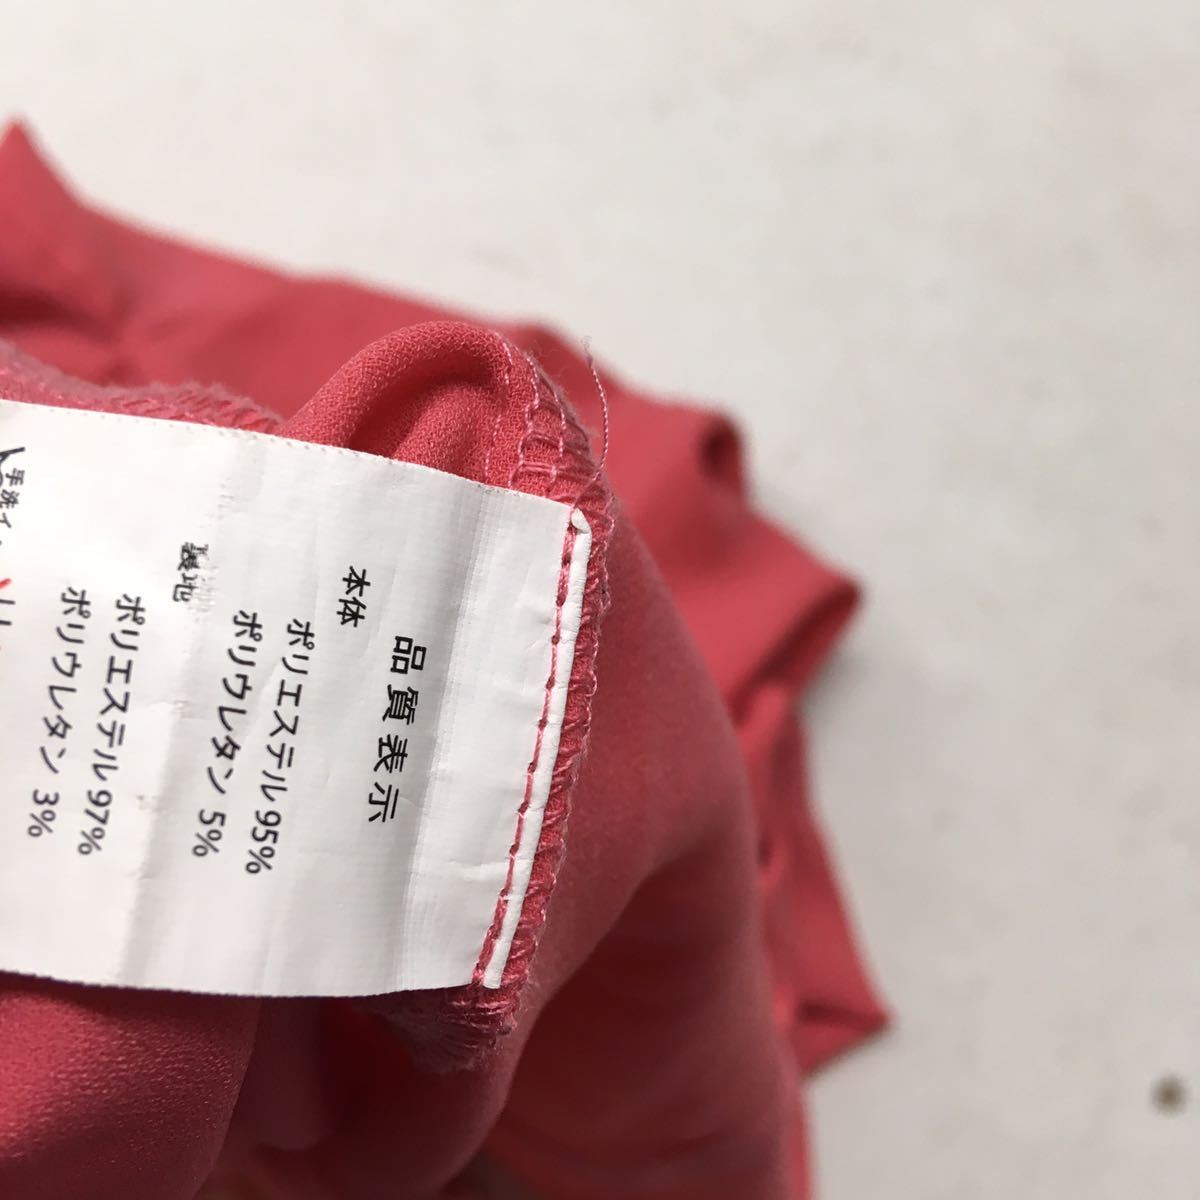 品質表示
本体
ポリエステル95%
ポリウレタン 5%
裏地
ポリエステル97%
ポリウレタン 3%